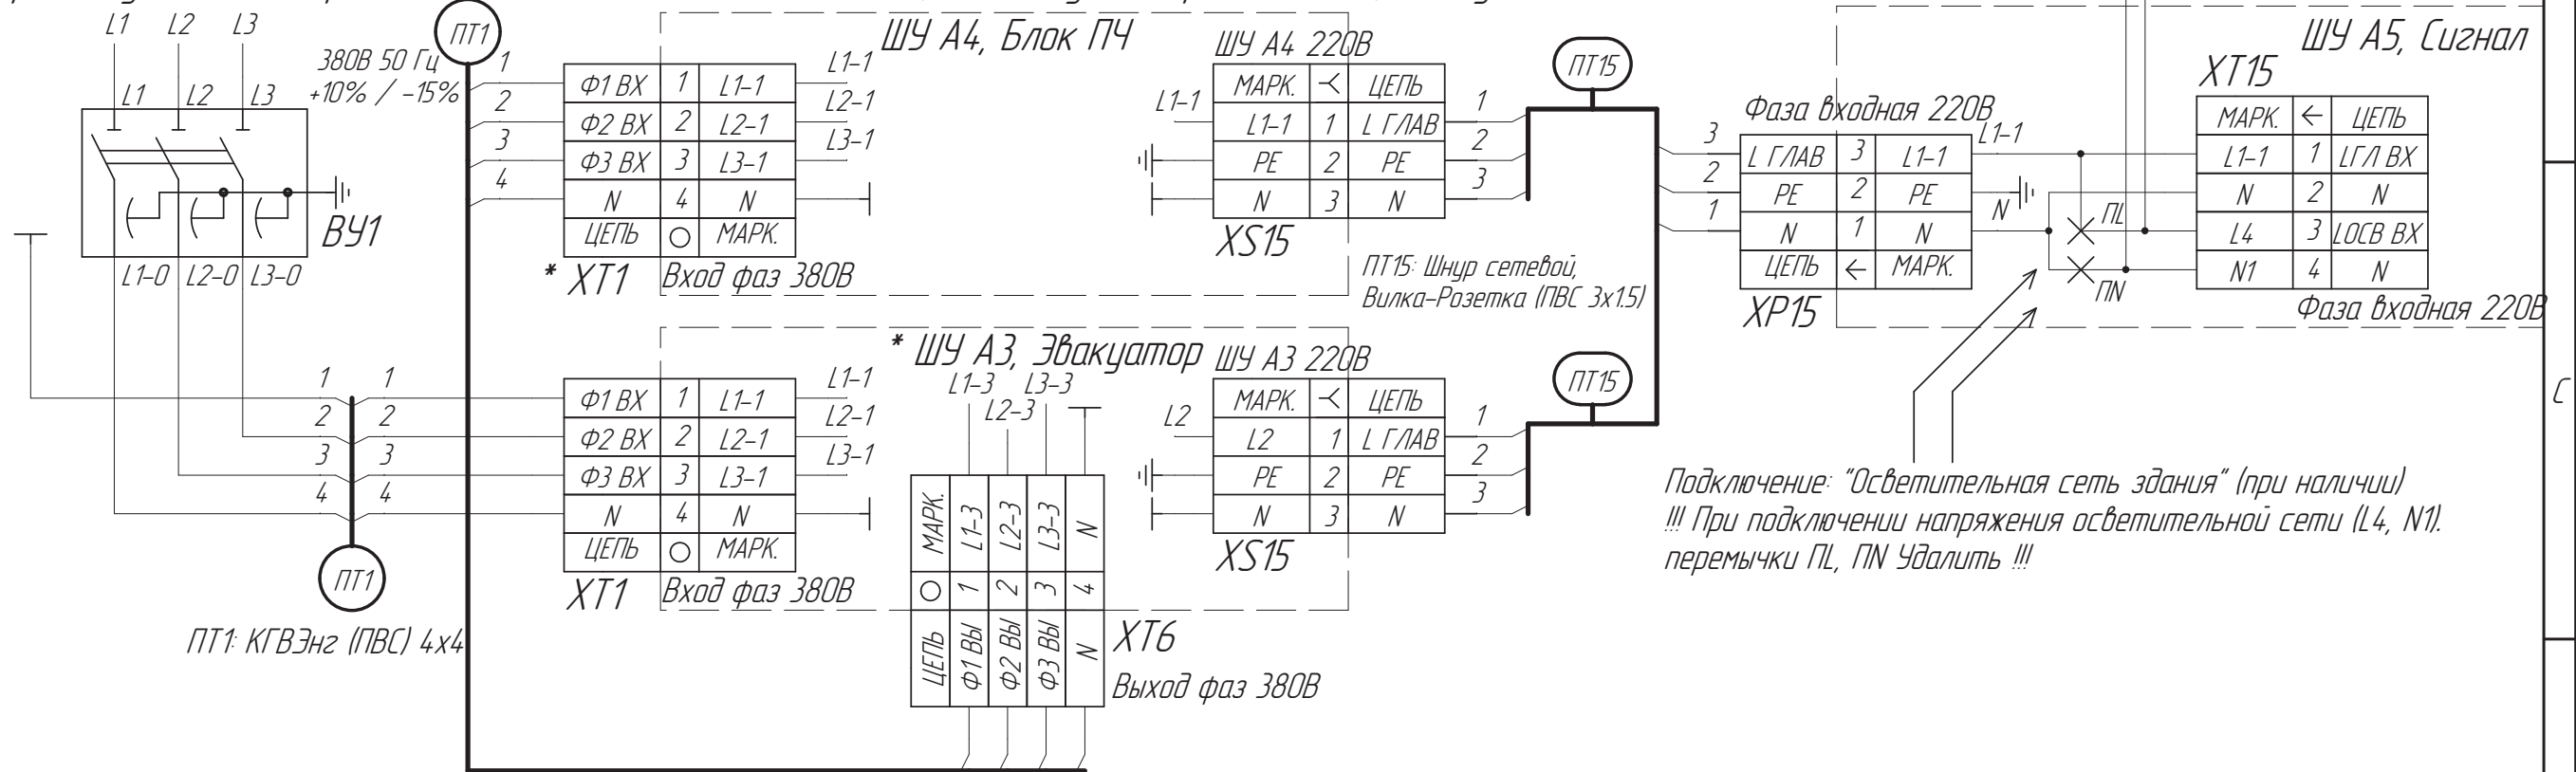 L1 L2 L3
380В 50 Гц
+10% / -15%
L1 L2 L3
ВУ1
L1-0 L2-0 L3-0
ПТ1
1
2
3
4
ШУ А4, Блок ПЧ
Ф1 ВХ 1 L1-1 L1-1
Ф2 ВХ 2 L2-1 L2-1
Ф3 ВХ 3 L3-1 L3-1
N 4 N
ЦЕПЬ МАРК.
* XT1 Вход фаз 380В
ШУ А4 220В
МАРК. ЦЕПЬ
L1-1 L1-1 1 L ГЛАВ 1
PE 2 PE 2
N 3 N 3
XS15
ПТ15
ПТ15: Шнур сетевой,
Вилка-Розетка (ПВС 3х1.5)
ШУ А5, Сигнал
Фаза входная 220В
3 L ГЛАВ 3 L1-1 L1-1
2 PE 2 PE
1 N 1 N N
ЦЕПЬ ← МАРК.
XP15
ПL
ПN
XT15
МАРК. ← ЦЕПЬ
L1-1 1 LГЛ ВХ
N 2 N
L4 3 LОСВ ВХ
N1 4 N
Фаза входная 220В
1 1
2 2
3 3
4 4
ПТ1
ПТ1: КГВЭнг (ПВС) 4х4
* ШУ А3, Эвакуатор
Ф1 ВХ 1 L1-1 L1-1
Ф2 ВХ 2 L2-1 L2-1
Ф3 ВХ 3 L3-1 L3-1
N 4 N
ЦЕПЬ МАРК.
XT1 Вход фаз 380В
L1-3 L2-3 L3-3
МАРК. L1-3 L2-3 L3-3 N
1 2 3 4
ЦЕПЬ Ф1 ВЫ Ф2 ВЫ Ф3 ВЫ N
XT6
Выход фаз 380В
ШУ А3 220В
МАРК. ЦЕПЬ
L2 L2 1 L ГЛАВ 1
PE 2 PE 2
N 3 N 3
XS15
ПТ15
Подключение: "Осветительная сеть здания" (при наличии)
!!! При подключении напряжения осветительной сети (L4, N1).
перемычки ПL, ПN Удалить !!!
C